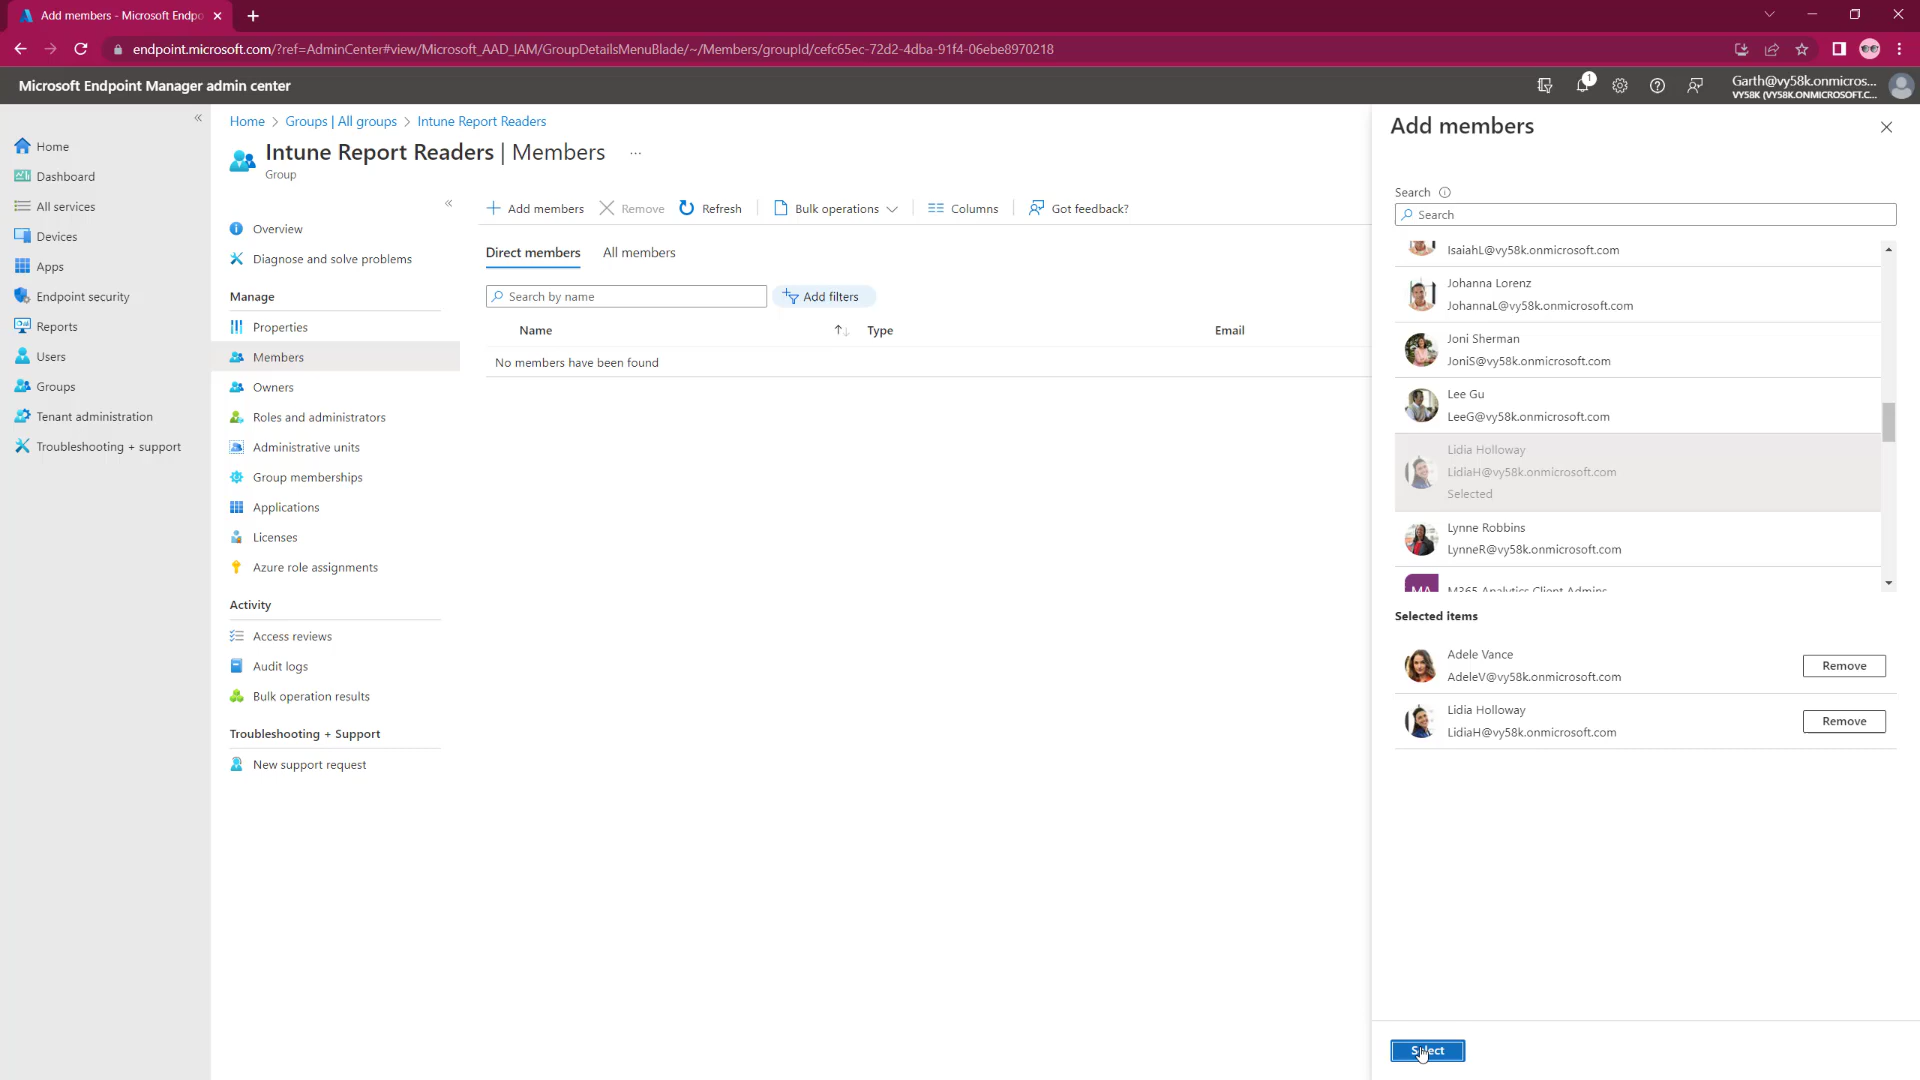 Add members - Microsoft Endpo
endpoint.microsoft.com/?ref=AdminCenter#view/Microsoft_AAD_IAM/GroupDetailsMenuBlade/~/Members/groupId/cefc65ec-72d2-4dba-91f4-06ebe8970218
Microsoft Endpoint Manager admin center
1
Garth@vy58k.onmicros...
VY58K (VY58K.ONMICROSOFT.C...
Home
Dashboard
All services
Devices
Apps
Endpoint security
Reports
Users
Groups
Tenant administration
Troubleshooting + support
Home > Groups | All groups > Intune Report Readers
Intune Report Readers | Members ...
Group
Overview
Diagnose and solve problems
Manage
Properties
Members
Owners
Roles and administrators
Administrative units
Group memberships
Applications
Licenses
Azure role assignments
Activity
Access reviews
Audit logs
Bulk operation results
Troubleshooting + Support
New support request
Add members Remove Refresh Bulk operations Columns Got feedback?
Direct members All members
Search by name Add filters
Name Type Email
No members have been found
Add members
Search
Search
IsaiahL@vy58k.onmicrosoft.com
Johanna Lorenz
JohannaL@vy58k.onmicrosoft.com
Joni Sherman
JoniS@vy58k.onmicrosoft.com
Lee Gu
LeeG@vy58k.onmicrosoft.com
Lidia Holloway
LidiaH@vy58k.onmicrosoft.com
Selected
Lynne Robbins
LynneR@vy58k.onmicrosoft.com
MA M365 Analytics Client Admins
Selected items
Adele Vance
AdeleV@vy58k.onmicrosoft.com
Remove
Lidia Holloway
LidiaH@vy58k.onmicrosoft.com
Remove
Select